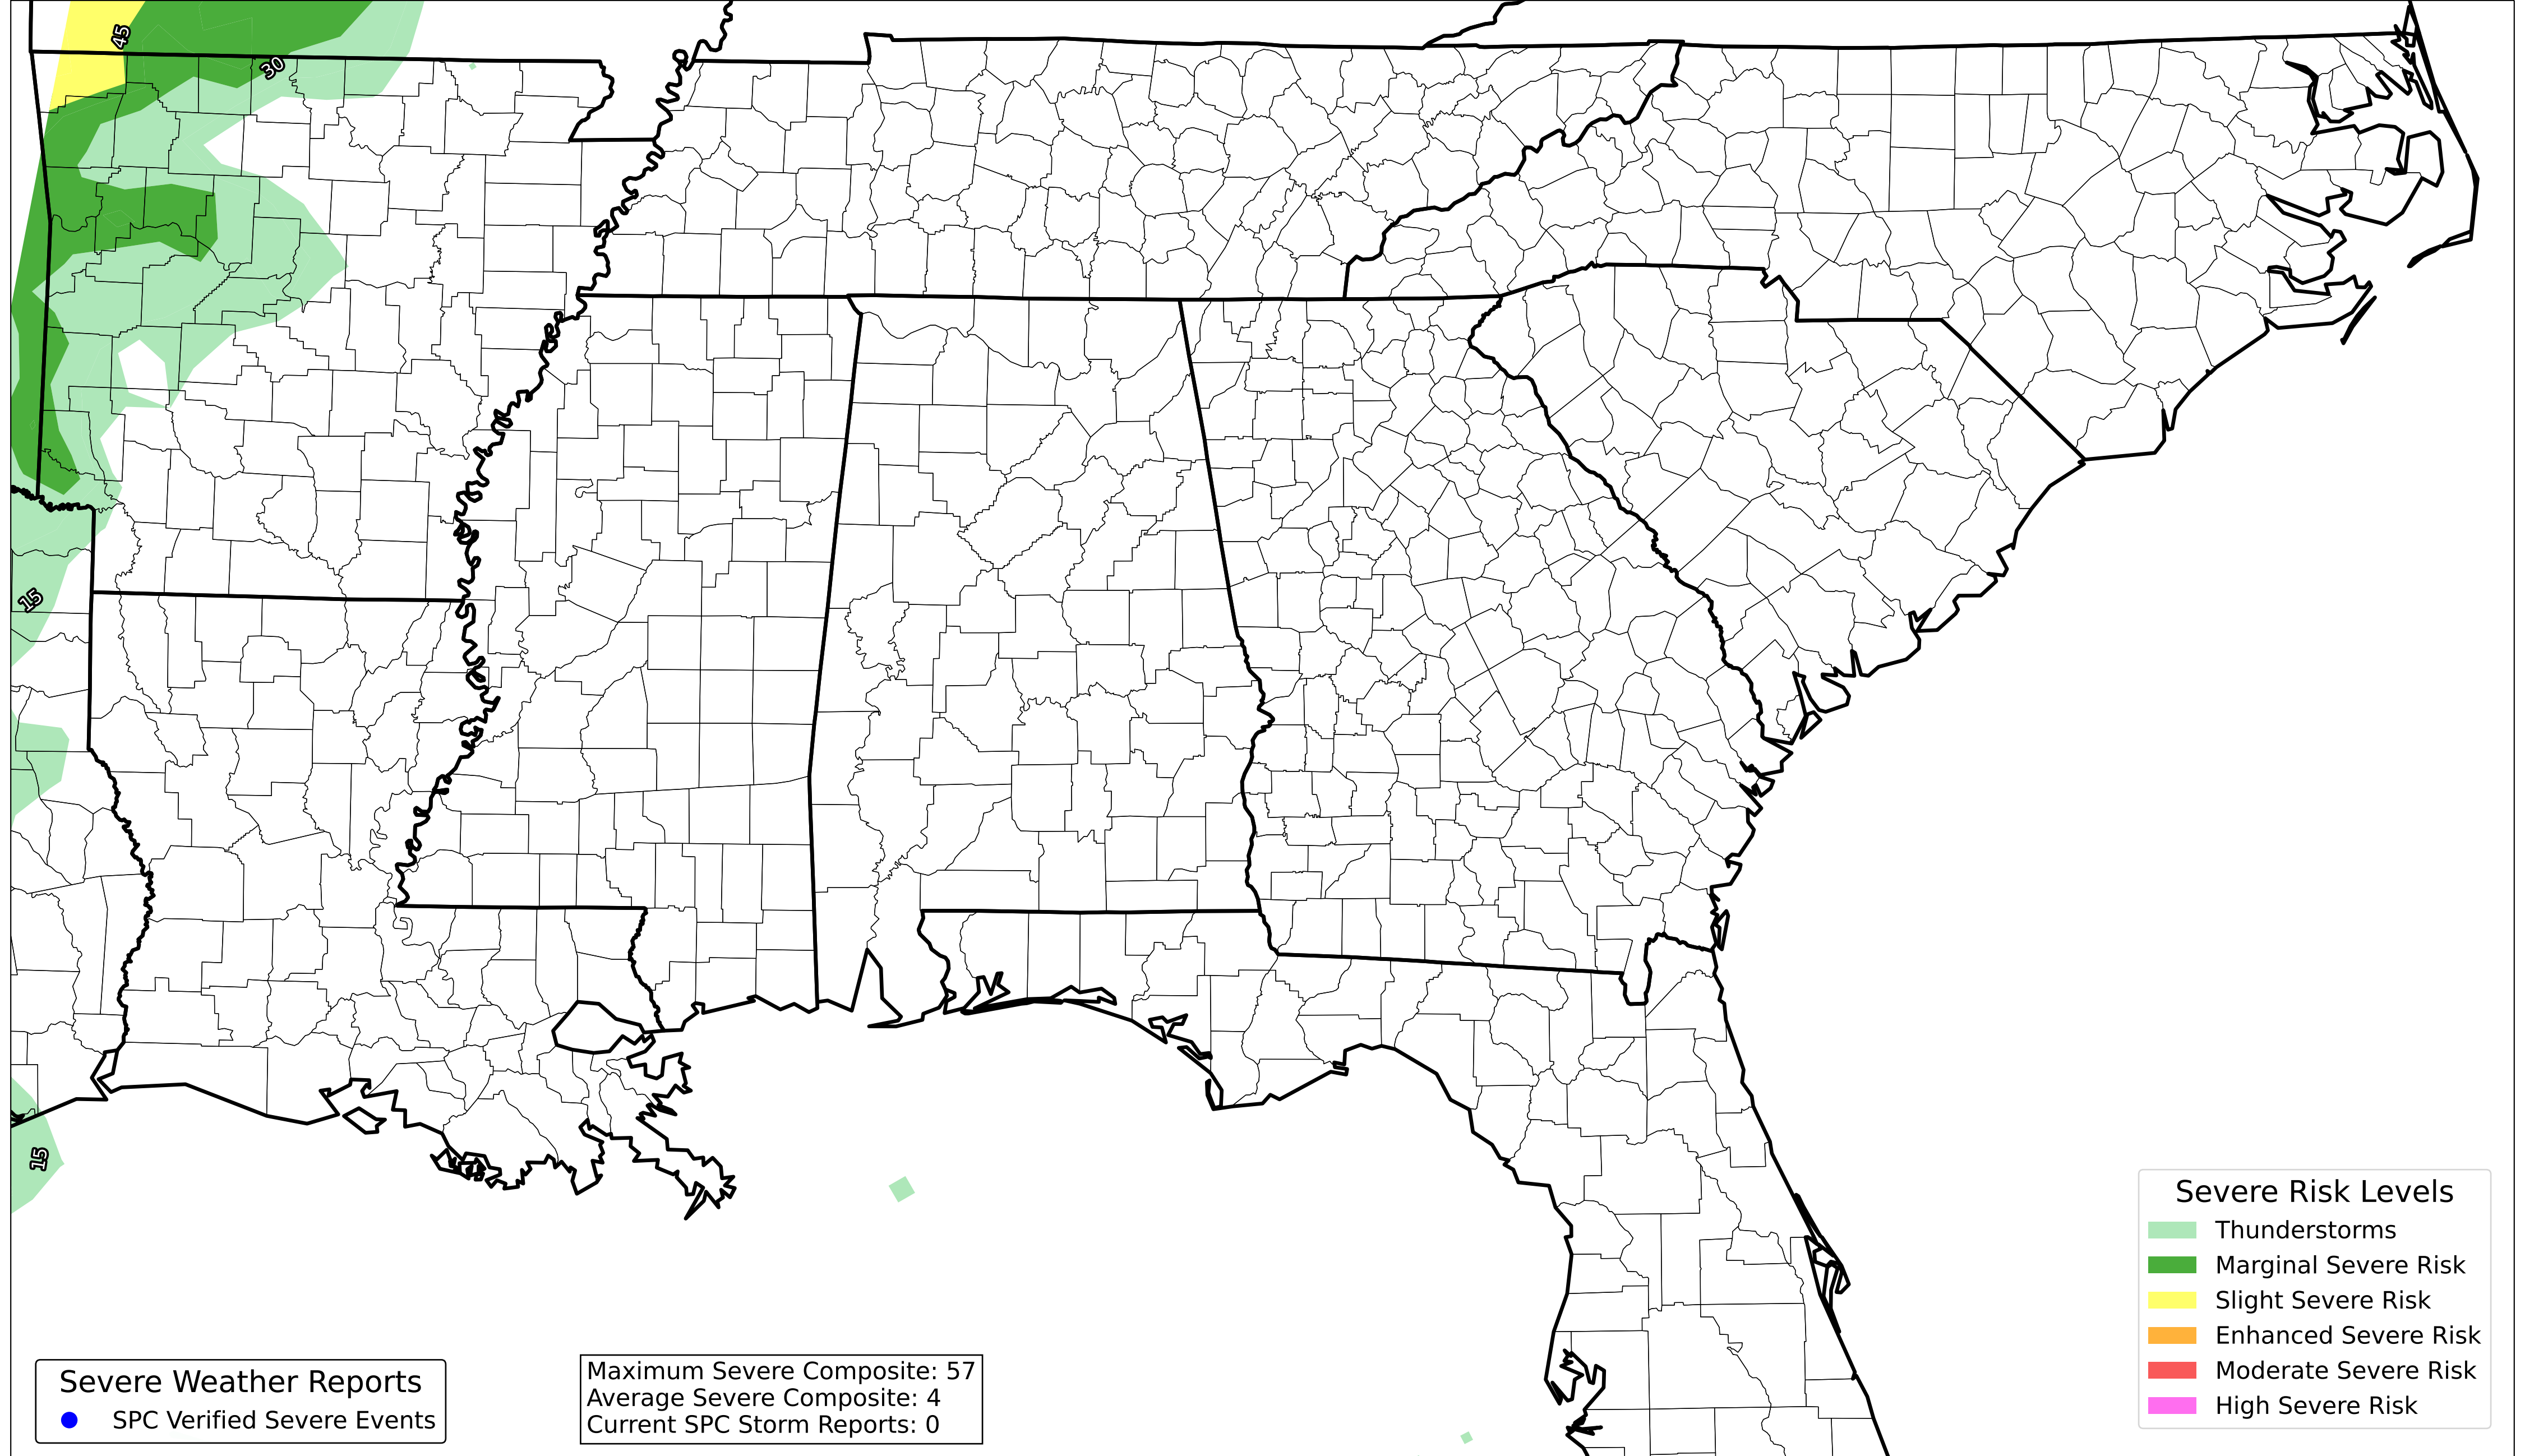 45
30
15
15
Severe Weather Reports
SPC Verified Severe Events
Maximum Severe Composite: 57
Average Severe Composite: 4
Current SPC Storm Reports: 0
Severe Risk Levels
Thunderstorms
Marginal Severe Risk
Slight Severe Risk
Enhanced Severe Risk
Moderate Severe Risk
High Severe Risk